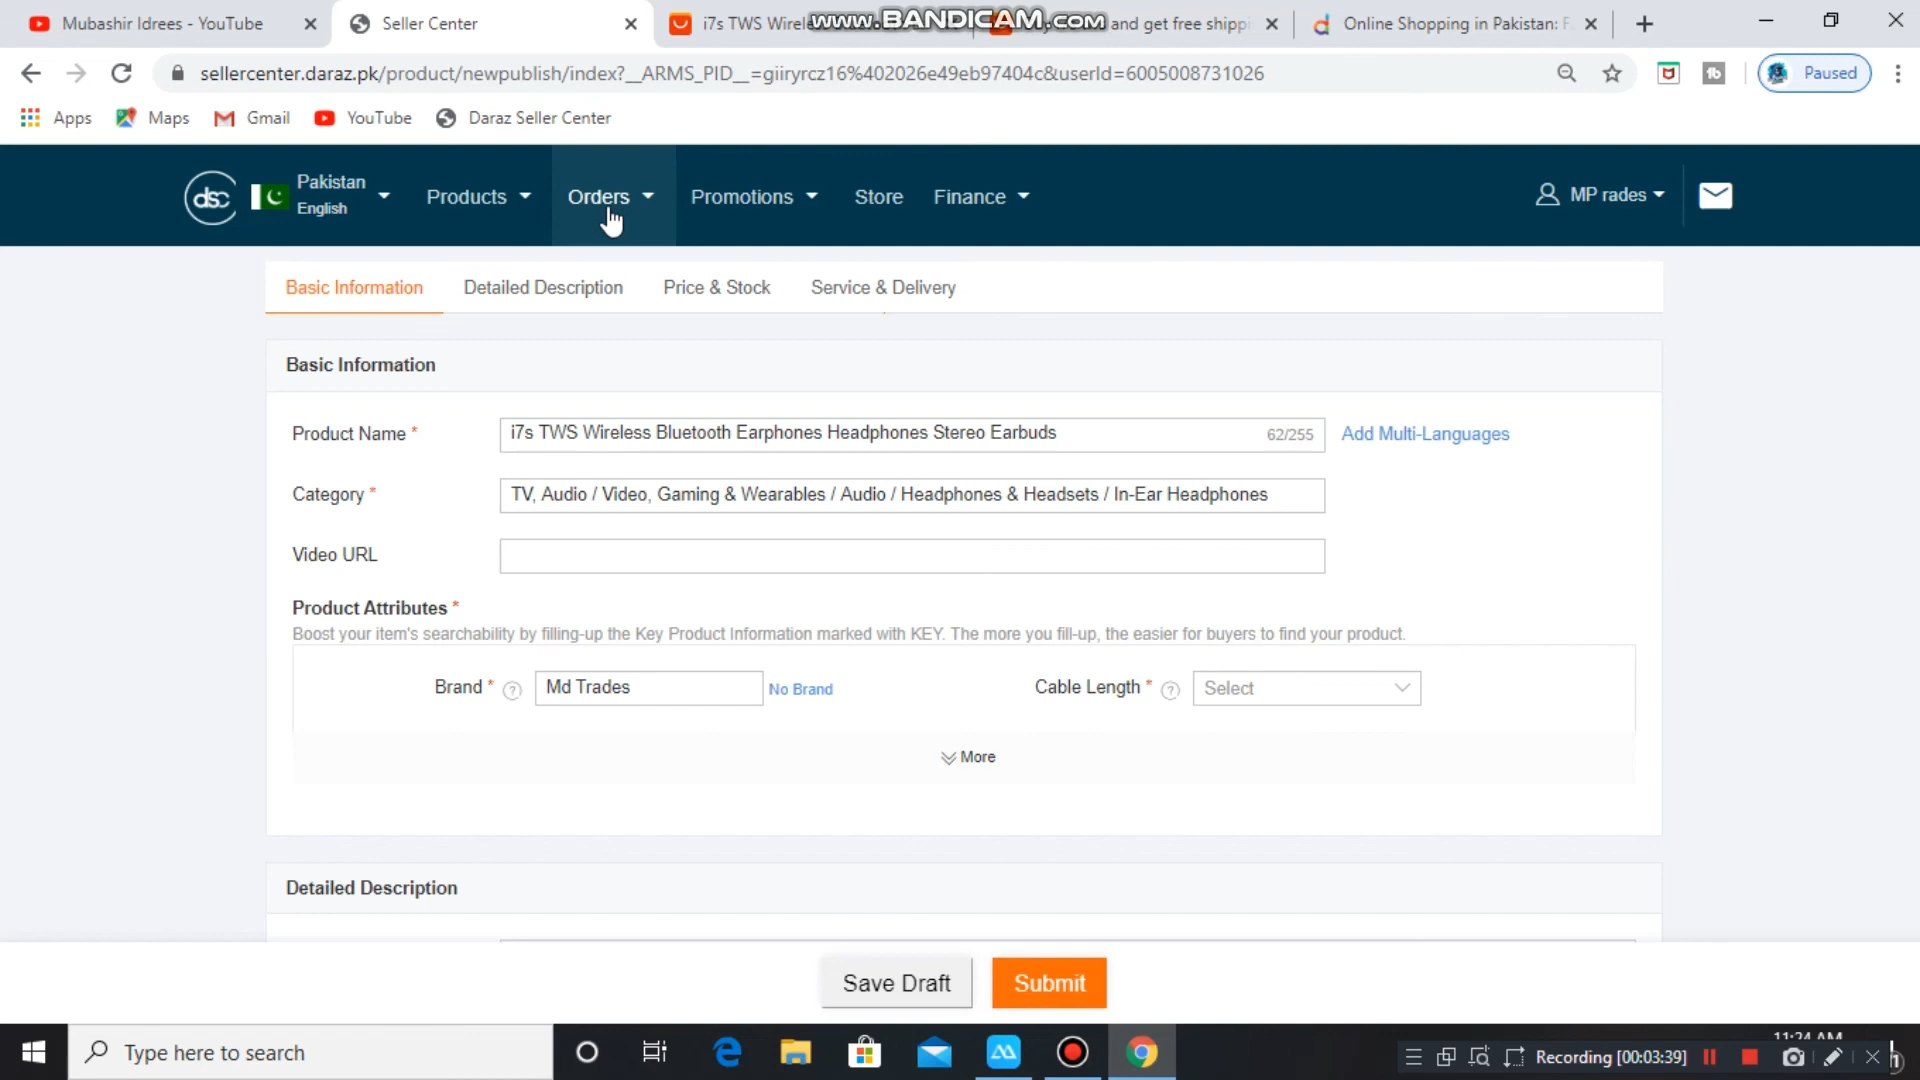 Mubashir Idrees - YouTube
Seller Center
i7s TWS Wirel
www.BANDICAM.com
and get free shippi
Online Shopping in Pakistan: F
sellercenter.daraz.pk/product/newpublish/index?__ARMS_PID__=giiryrcz16%402026e49eb97404c&userId=6005008731026
Paused
Apps
Maps
Gmail
YouTube
Daraz Seller Center
dsc
Pakistan
English
Products
Orders
Promotions
Store
Finance
MP rades
Basic Information
Detailed Description
Price & Stock
Service & Delivery
Basic Information
Product Name *
i7s TWS Wireless Bluetooth Earphones Headphones Stereo Earbuds
62/255
Add Multi-Languages
Category *
TV, Audio / Video, Gaming & Wearables / Audio / Headphones & Headsets / In-Ear Headphones
Video URL
Product Attributes *
Boost your item's searchability by filling-up the Key Product Information marked with KEY. The more you fill-up, the easier for buyers to find your product.
Brand * ?
Md Trades
No Brand
Cable Length * ?
Select
More
Detailed Description
Save Draft
Submit
Type here to search
11:24 AM
Recording [00:03:39]